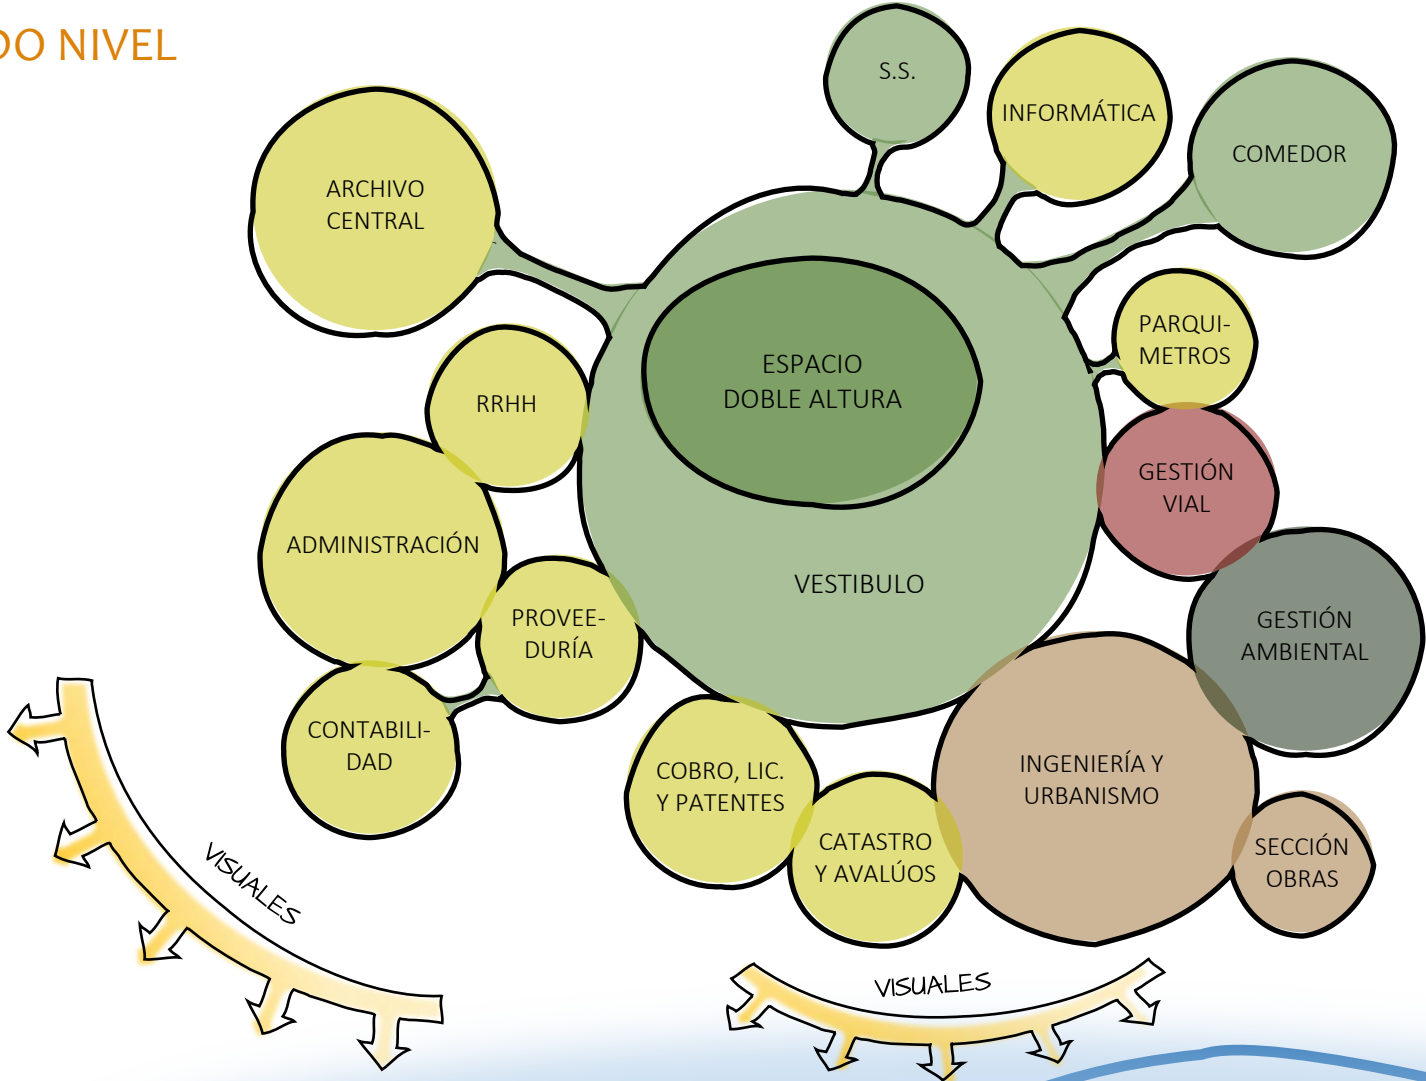 DO NIVEL
S.S.
INFORMÁTICA
COMEDOR
ARCHIVO
CENTRAL
PARQUI-
METROS
ESPACIO
DOBLE ALTURA
RRHH
GESTIÓN
VIAL
ADMINISTRACIÓN
VESTIBULO
PROVEE-
DURÍA
GESTIÓN
AMBIENTAL
CONTABILI-
DAD
COBRO, LIC.
Y PATENTES
INGENIERÍA Y
URBANISMO
CATASTRO
Y AVALÚOS
SECCIÓN
OBRAS
VISUALES
VISUALES